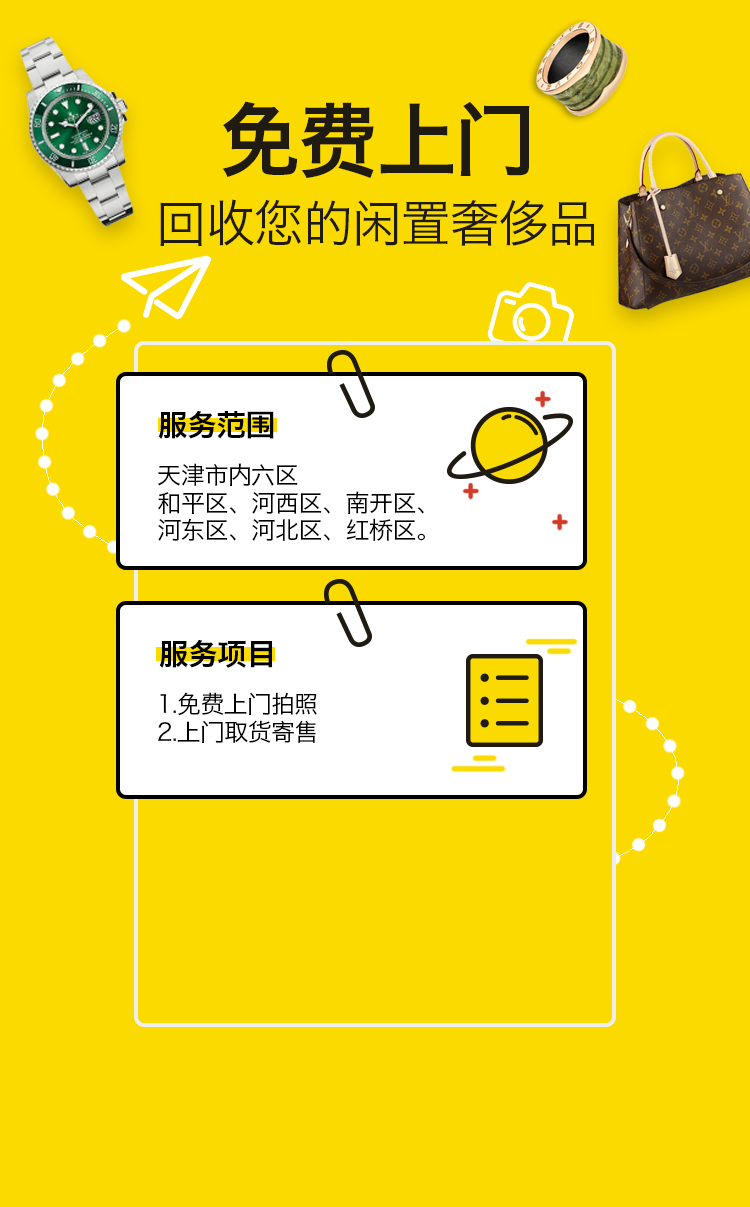 免费上门
回收您的闲置奢侈品
服务范围
天津市内六区
和平区、河西区、南开区、
河东区、河北区、红桥区。
服务项目
1.免费上门拍照
2.上门取货寄售